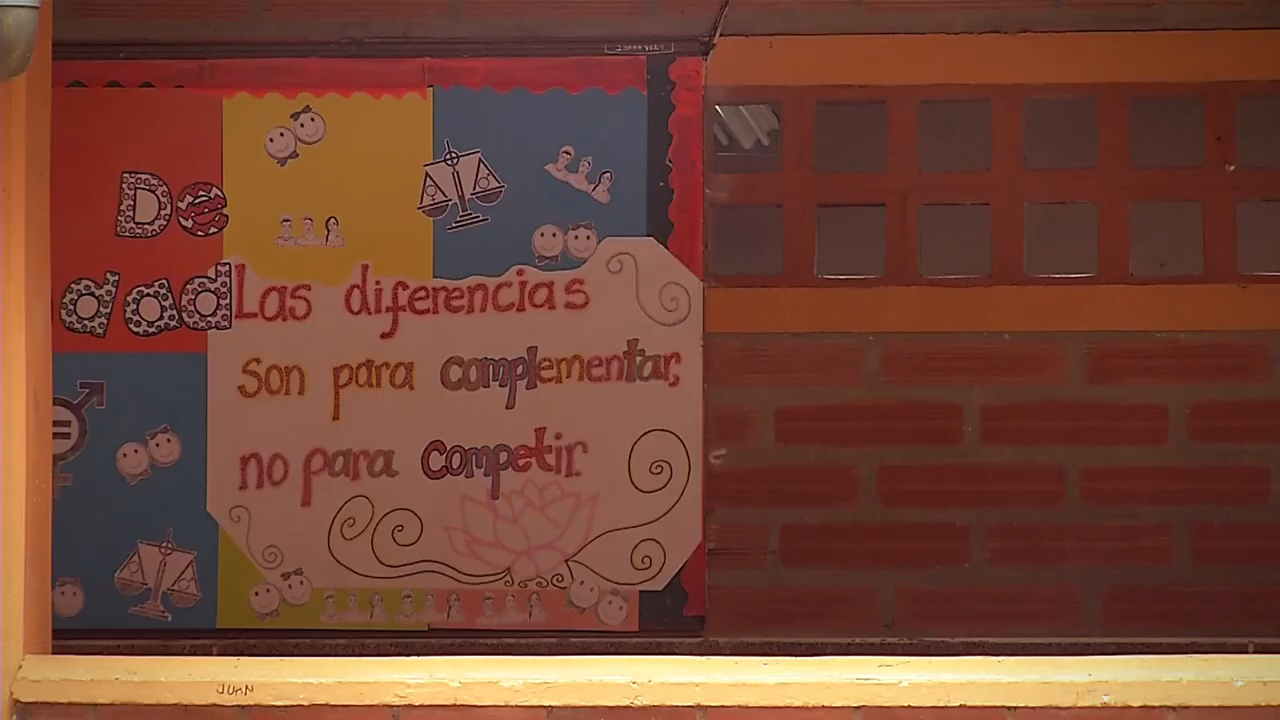 De
dad
Las diferencias
son para complementar,
no para competir.
JUAN